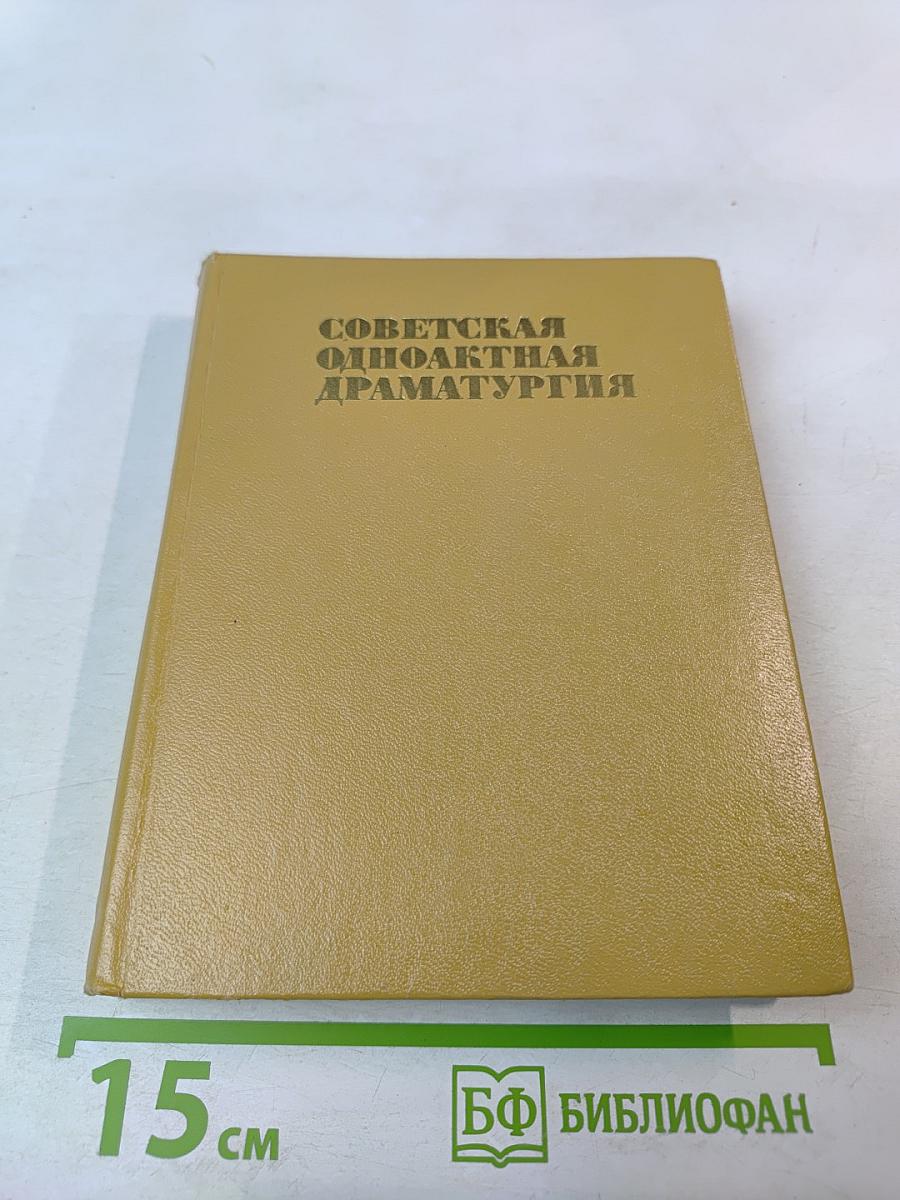 СОВЕТСКАЯ
ОДНОАКТНАЯ
ДРАМАТУРГИЯ
15 см
БФ БИБЛИОФАН